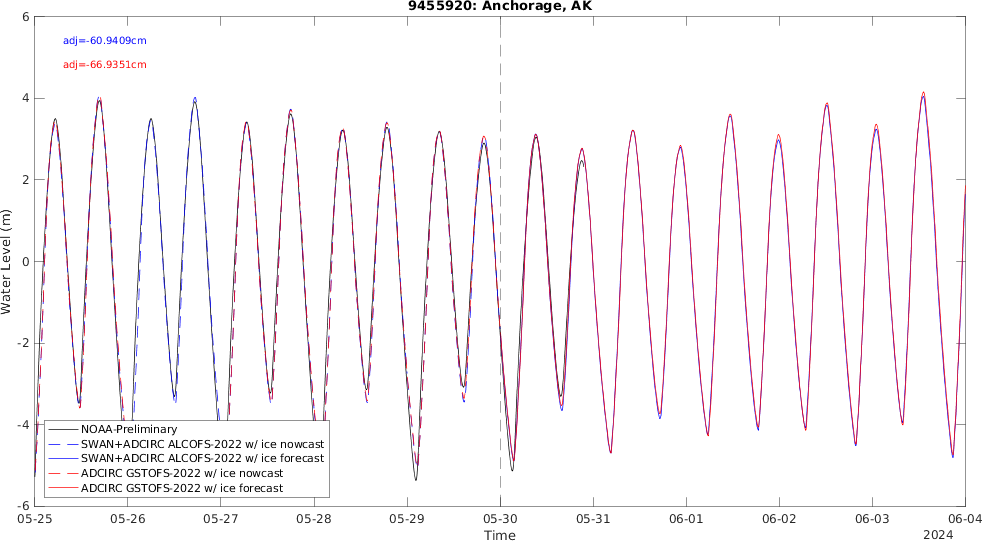 9455920: Anchorage, AK
6
adj=-60.9409cm
adj=-66.9351cm
4
2
0
-2
-4
-6
Water Level (m)
NOAA-Preliminary
SWAN+ADCIRC ALCOFS-2022 w/ ice nowcast
SWAN+ADCIRC ALCOFS-2022 w/ ice forecast
ADCIRC GSTOFS-2022 w/ ice nowcast
ADCIRC GSTOFS-2022 w/ ice forecast
05-25 05-26 05-27 05-28 05-29 05-30 05-31 06-01 06-02 06-03 06-04
Time
2024